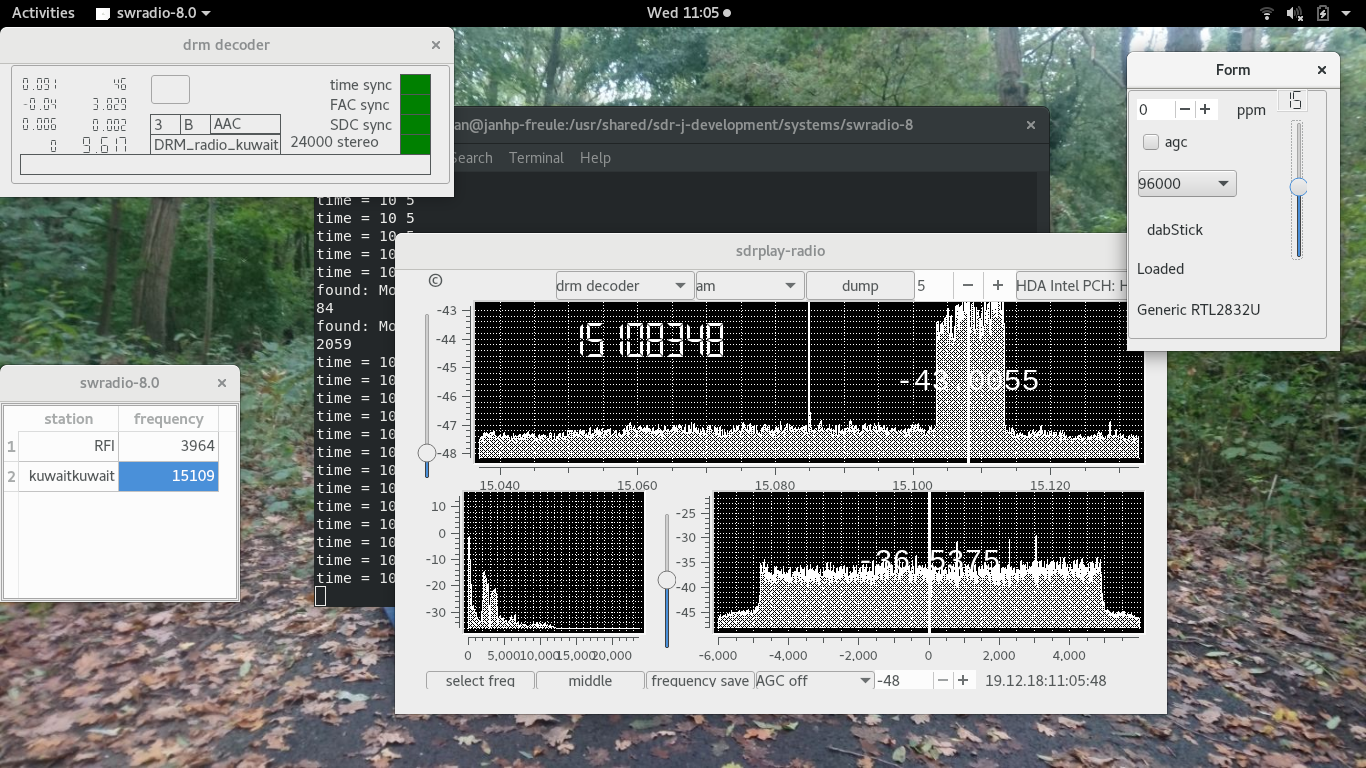 Activities swradio-8.0 Wed 11:05
drm decoder
0.091 46 time sync
-0.04 3.829 FAC sync
0.006 0.002 3 B AAC SDC sync
0 9.617 DRM_radio_kuwait 24000 stereo
an@janhp-freule:/usr/shared/sdr-j-development/systems/swradio-8
Search Terminal Help
time = 10 5
time = 10 5
time = 10 5
time = 10
time = 10
found: Mo
84
found: Mo
2059
time = 10
time = 10
time = 10
time = 10
time = 10
time = 10
time = 10
time = 10
time = 10
time = 10
time = 10
time = 10
time = 10
Form
0 ppm 15
agc
96000
dabStick
Loaded
Generic RTL2832U
swradio-8.0
station frequency
1 RFI 3964
2 kuwaitkuwait 15109
sdrplay-radio
© drm decoder am dump 5 HDA Intel PCH: H
15108348
-43
-44
-45
-46
-47
-48
15.040 15.060 15.080 15.100 15.120
10
0
-10
-20
-30
0 5,000 10,000 15,000 20,000
-36.5375
-25
-30
-35
-40
-45
-6,000 -4,000 -2,000 0 2,000 4,000
select freq middle frequency save AGC off -48 19.12.18:11:05:48